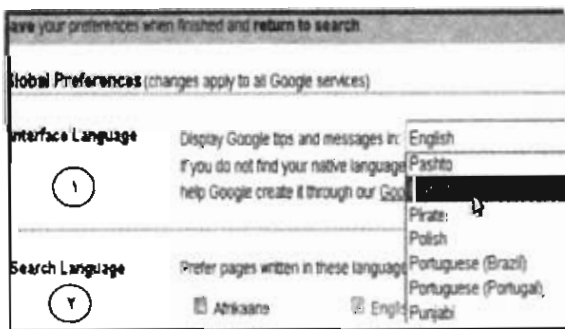 ave your preferences when finished and return to search
Global Preferences (changes apply to all Google services)
Interface Language Display Google tips and messages in: English
If you do not find your native language Pashto
help Google create it through our Goo
۱
Pirate
Polish
Search Language Prefer pages written in these language Portuguese (Brazil)
Portuguese (Portugal)
۲ Afrikaans Engli Punjabi